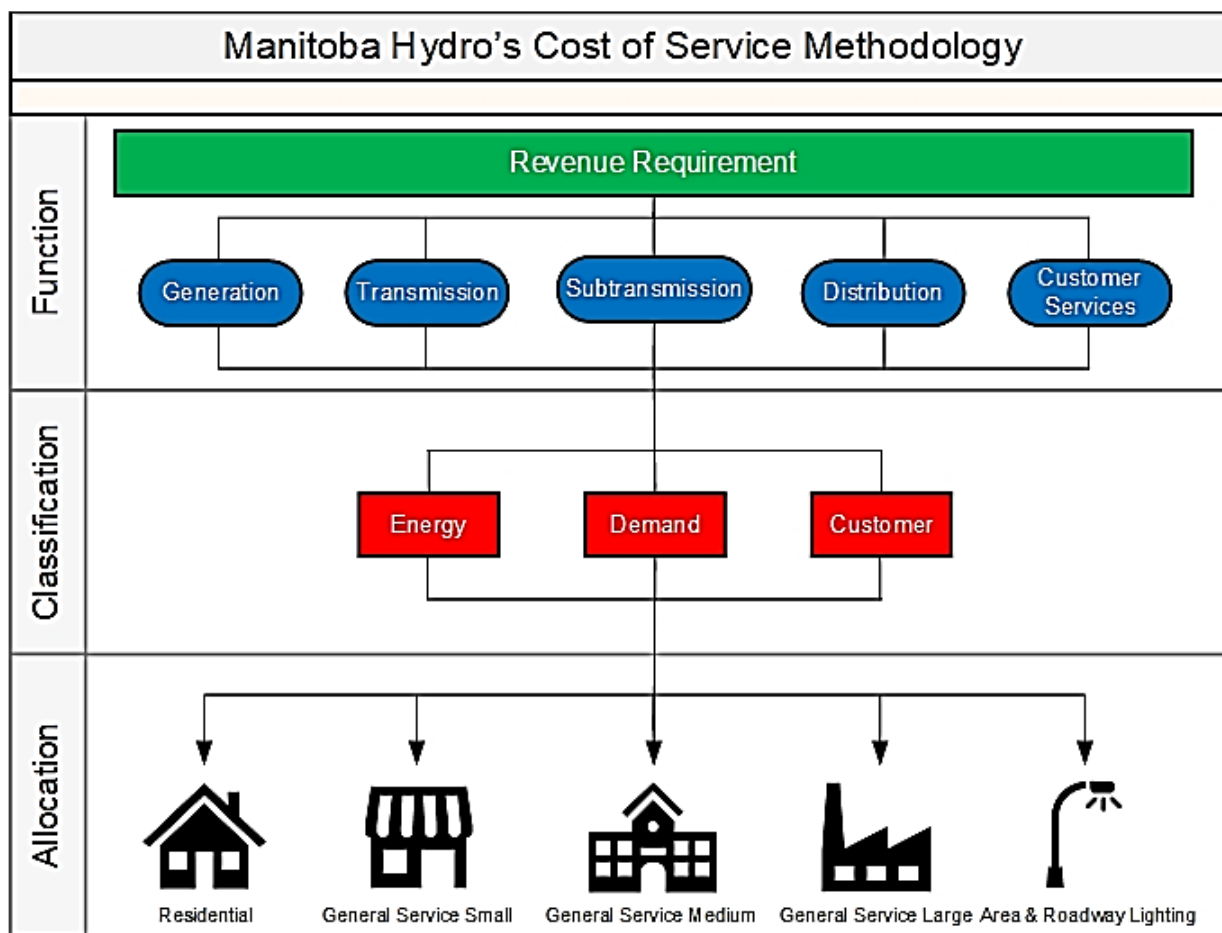 Manitoba Hydro's Cost of Service Methodology
Function
Revenue Requirement
Generation
Transmission
Subtransmission
Distribution
Customer
Services
Classification
Energy
Demand
Customer
Allocation
Residential
General Service Small
General Service Medium
General Service Large
Area & Roadway Lighting